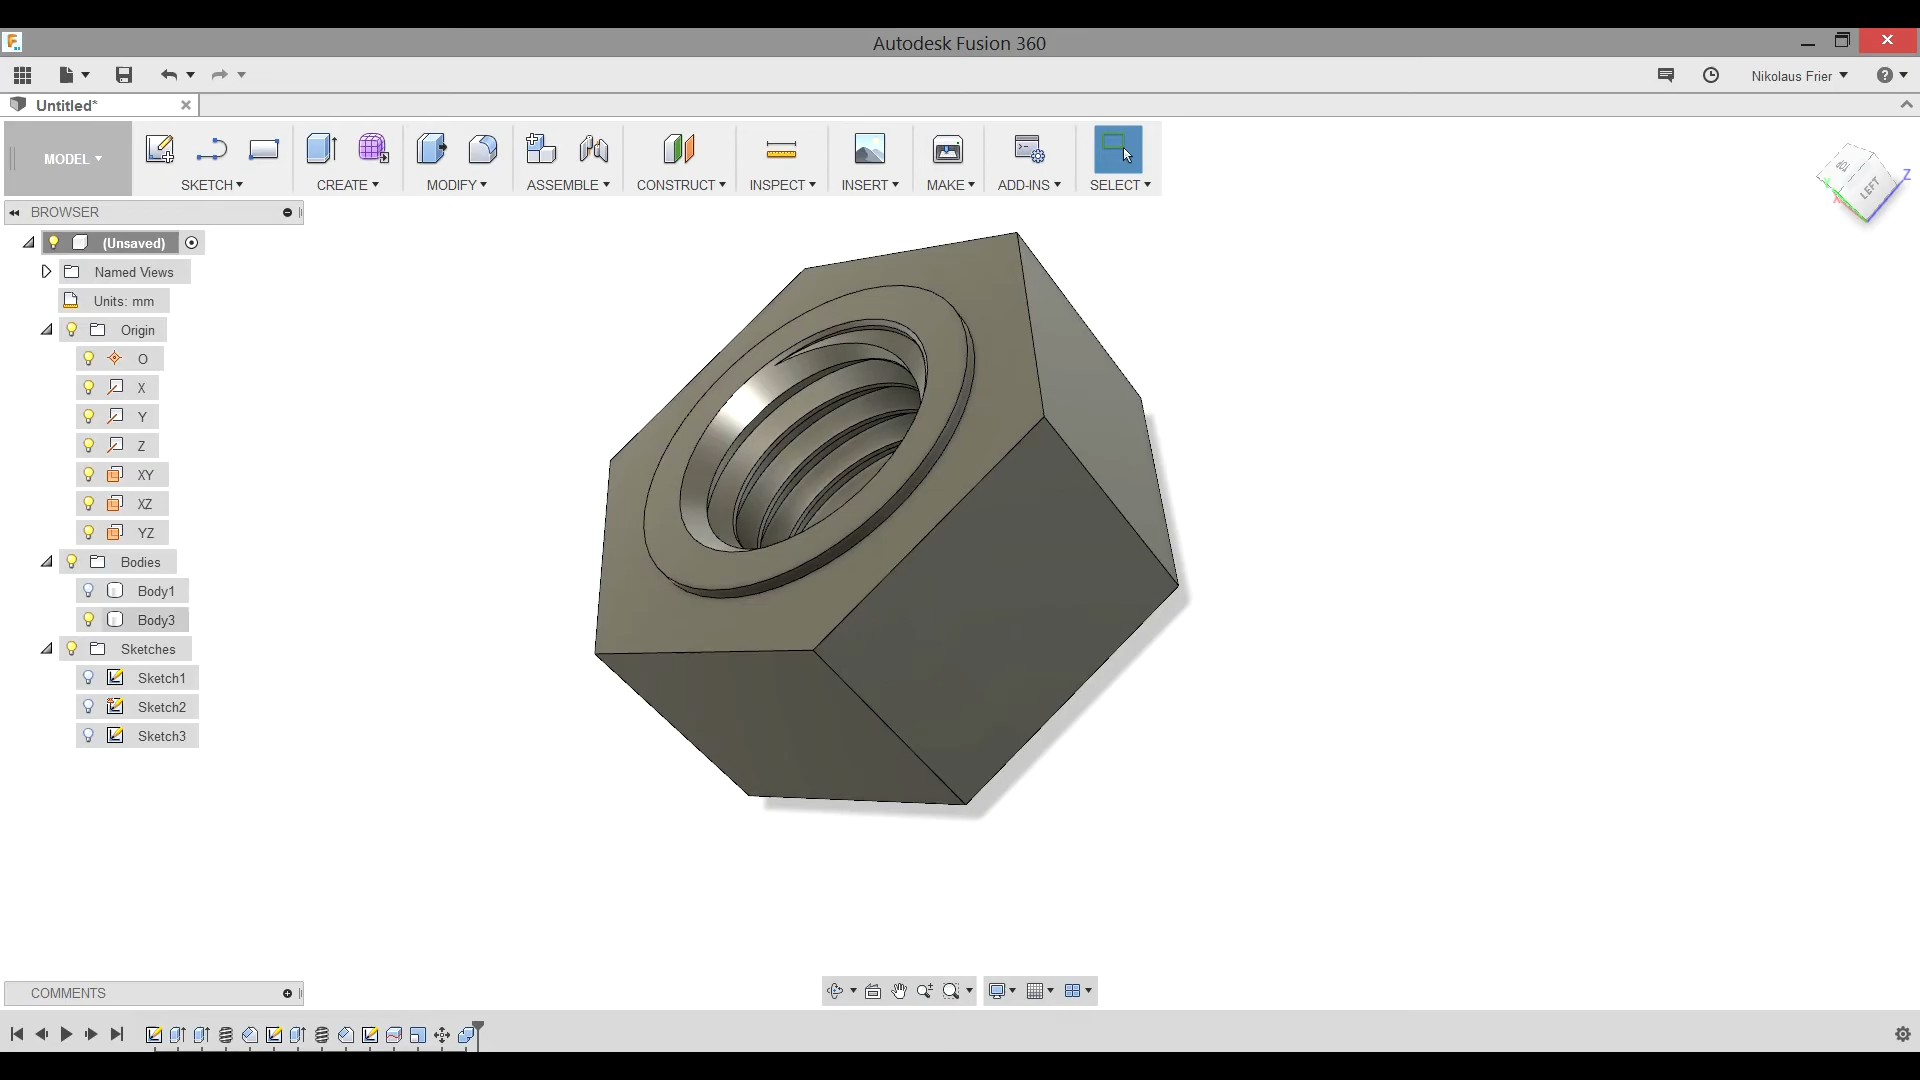 Autodesk Fusion 360
Nikolaus Frier
Untitled*
MODEL
SKETCH
CREATE
MODIFY
ASSEMBLE
CONSTRUCT
INSPECT
INSERT
MAKE
ADD-INS
SELECT
TOP
LEFT
Z
X
BROWSER
(Unsaved)
Named Views
Units: mm
Origin
O
X
Y
Z
XY
XZ
YZ
Bodies
Body1
Body3
Sketches
Sketch1
Sketch2
Sketch3
COMMENTS